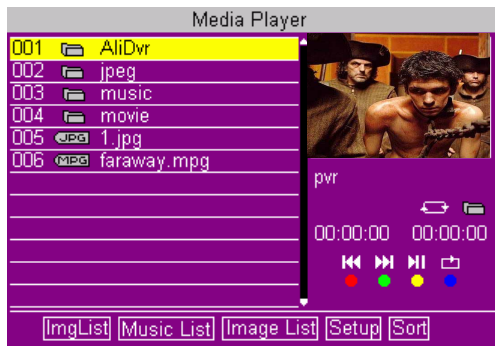 Media Player
001 AliDvr
002 jpeg
003 music
004 movie
005 JPG 1.jpg
006 MPG faraway.mpg
pvr
00:00:00 00:00:00
ImgList Music List Image List Setup Sort